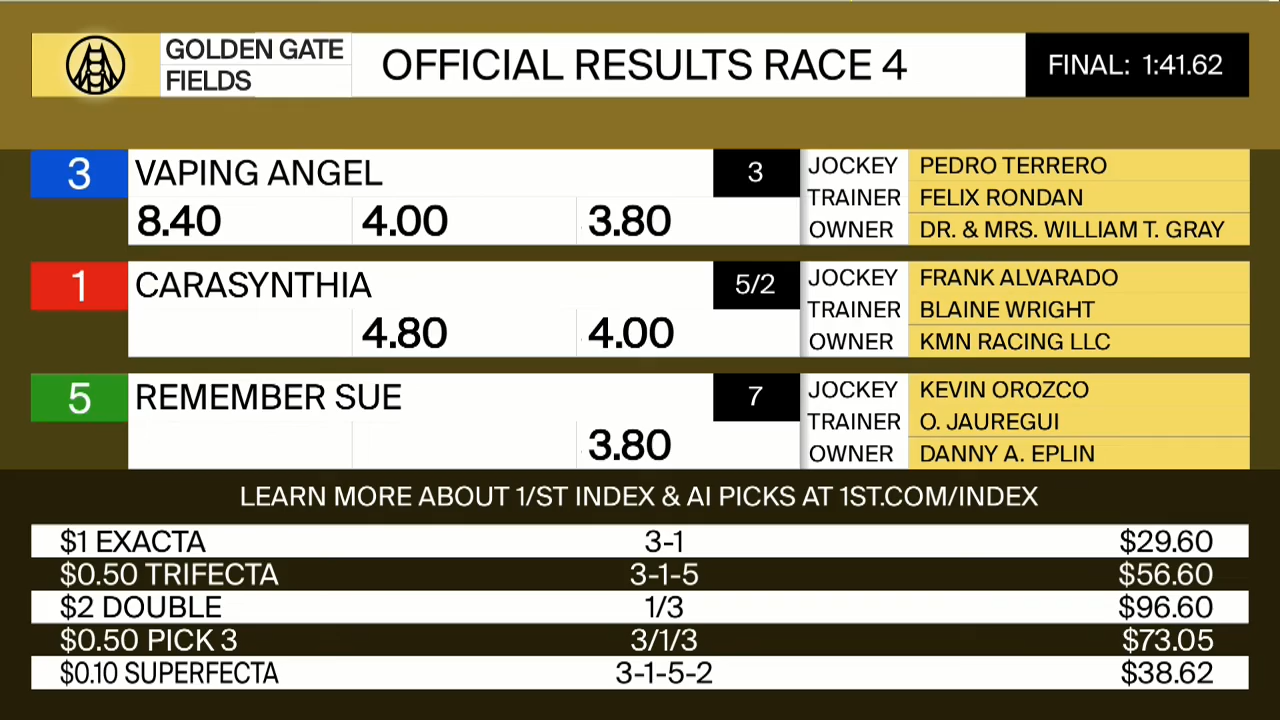 GOLDEN GATE
FIELDS
OFFICIAL RESULTS RACE 4
FINAL: 1:41.62
3 VAPING ANGEL 3
8.40 4.00 3.80
JOCKEY PEDRO TERRERO
TRAINER FELIX RONDAN
OWNER DR. & MRS. WILLIAM T. GRAY
1 CARASYNTHIA 5/2
4.80 4.00
JOCKEY FRANK ALVARADO
TRAINER BLAINE WRIGHT
OWNER KMN RACING LLC
5 REMEMBER SUE 7
3.80
JOCKEY KEVIN OROZCO
TRAINER O. JAUREGUI
OWNER DANNY A. EPLIN
LEARN MORE ABOUT 1/ST INDEX & AI PICKS AT 1ST.COM/INDEX
$1 EXACTA 3-1 $29.60
$0.50 TRIFECTA 3-1-5 $56.60
$2 DOUBLE 1/3 $96.60
$0.50 PICK 3 3/1/3 $73.05
$0.10 SUPERFECTA 3-1-5-2 $38.62